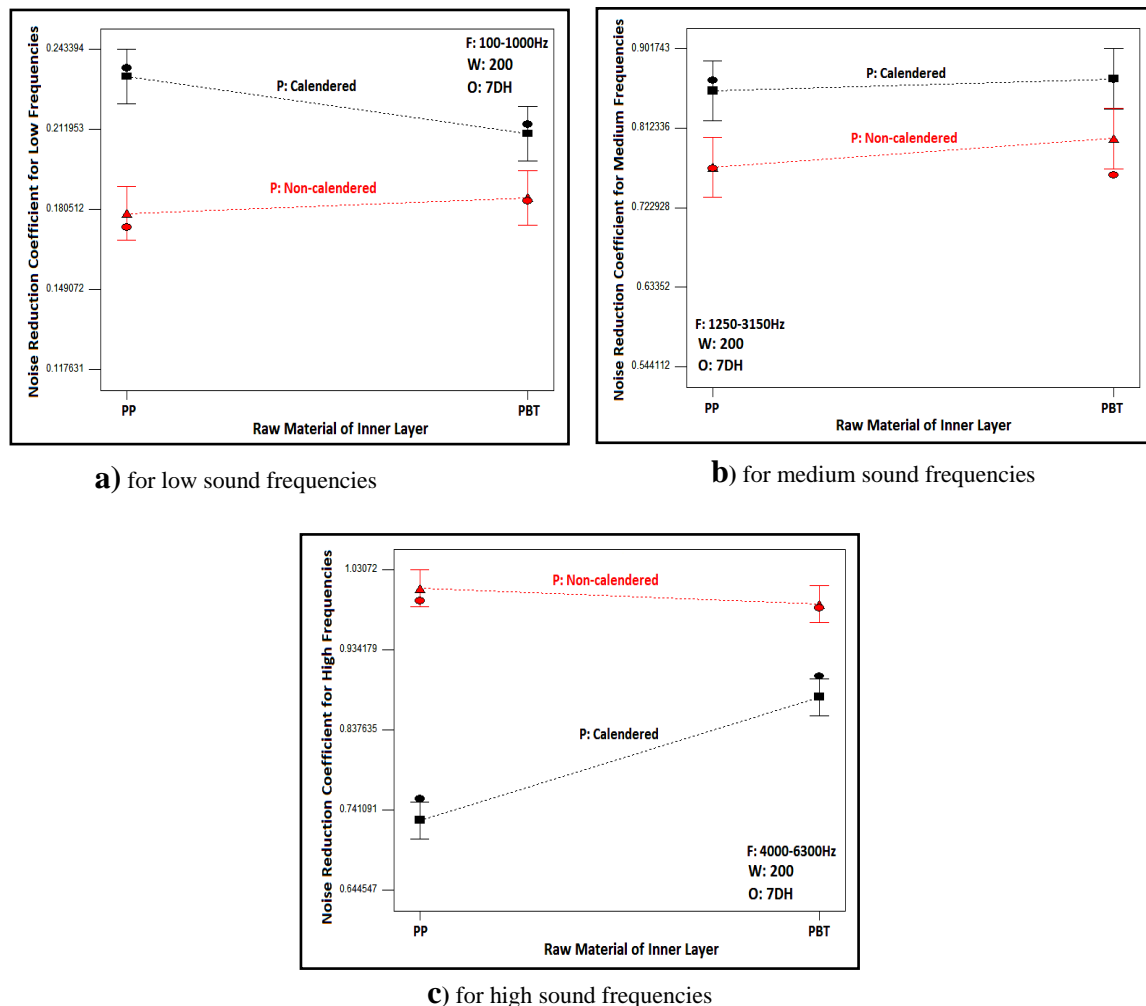 Noise Reduction Coefficient for Low Frequencies
0.243394
0.211953
0.180512
0.149072
0.117631
F: 100-1000Hz
W: 200
O: 7DH
P: Calendered
P: Non-calendered
PP
PBT
Raw Material of Inner Layer
a) for low sound frequencies
Noise Reduction Coefficient for Medium Frequencies
0.901743
0.812336
0.722928
0.63352
0.544112
P: Calendered
P: Non-calendered
F: 1250-3150Hz
W: 200
O: 7DH
PP
PBT
Raw Material of Inner Layer
b) for medium sound frequencies
Noise Reduction Coefficient for High Frequencies
1.03072
0.934179
0.837635
0.741091
0.644547
P: Non-calendered
P: Calendered
F: 4000-6300Hz
W: 200
O: 7DH
PP
PBT
Raw Material of Inner Layer
c) for high sound frequencies